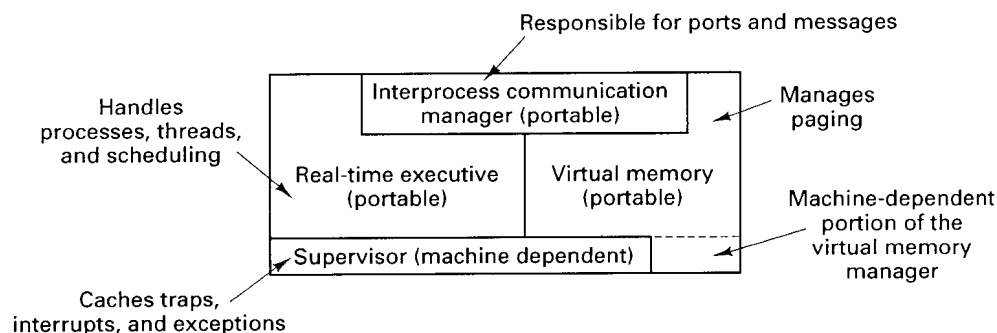 Responsible for ports and messages
Interprocess communication
manager (portable)
Handles
processes, threads,
and scheduling
Manages
paging
Real-time executive
(portable)
Virtual memory
(portable)
Machine-dependent
portion of the
virtual memory
manager
Supervisor (machine dependent)
Caches traps,
interrupts, and exceptions